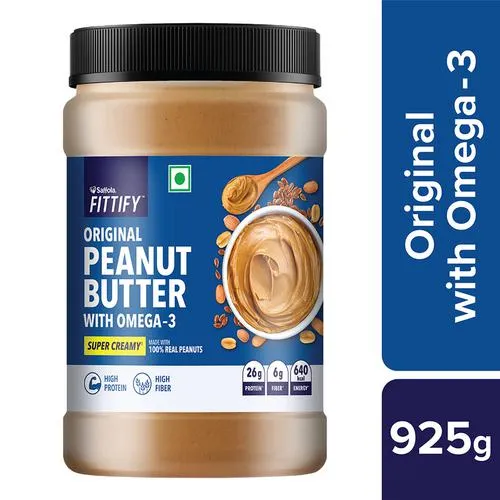 Saffola.
FITTIFY
ORIGINAL
PEANUT
BUTTER
WITH OMEGA-3
SUPER CREAMY
MADE WITH
100% REAL PEANUTS
HIGH
PROTEIN
HIGH
FIBER
26g
PROTEIN*
6g
FIBER*
640
kcal
ENERGY*
Original
with Omega-3
925g